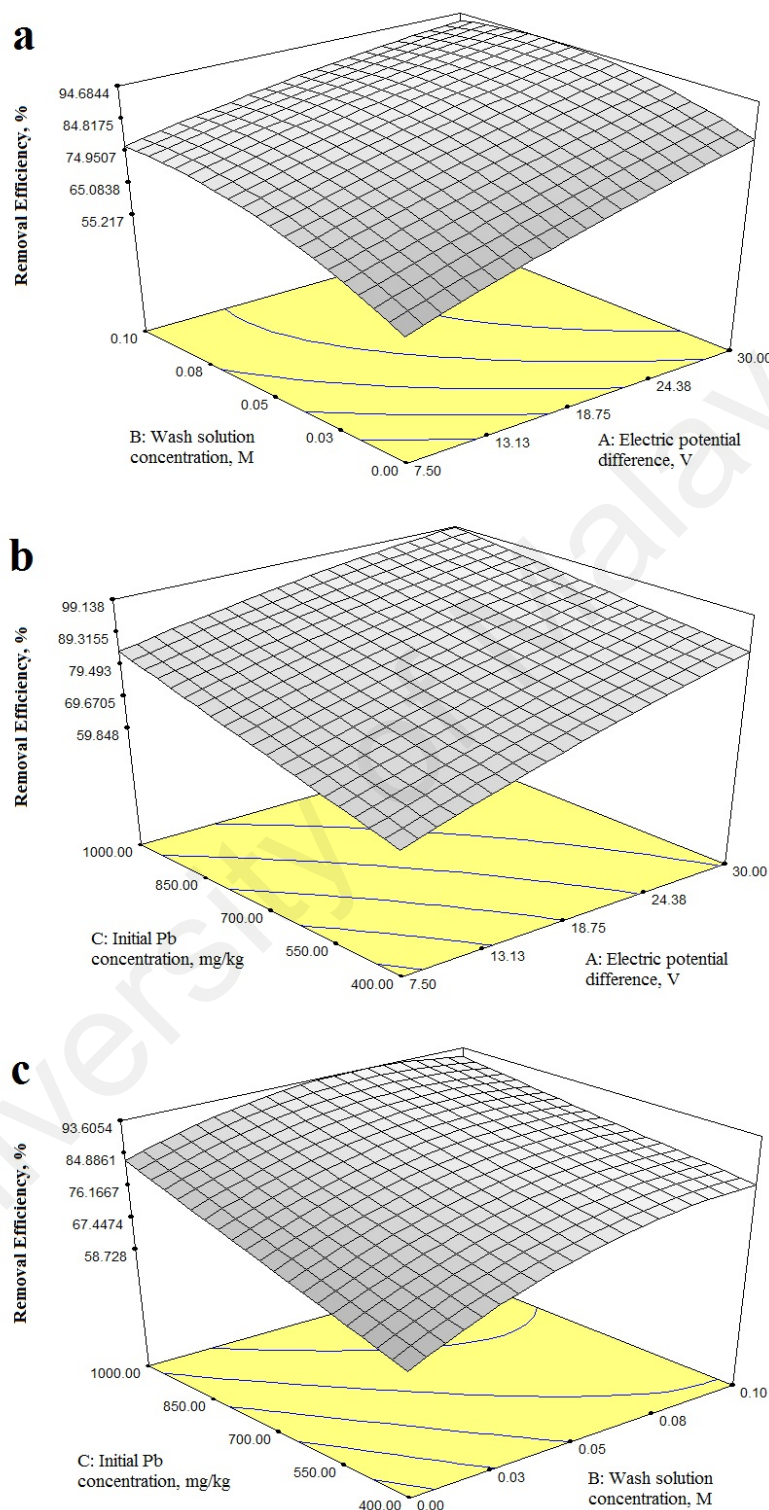 a
94.6844
84.8175
74.9507
65.0838
55.217
Removal Efficiency, %
0.10
0.08
0.05
0.03
0.00
B: Wash solution
concentration, M
7.50
13.13
18.75
24.38
30.00
A: Electric potential
difference, V
b
99.138
89.3155
79.493
69.6705
59.848
Removal Efficiency, %
1000.00
850.00
700.00
550.00
400.00
C: Initial Pb
concentration, mg/kg
7.50
13.13
18.75
24.38
30.00
A: Electric potential
difference, V
c
93.6054
84.8861
76.1667
67.4474
58.728
Removal Efficiency, %
1000.00
850.00
700.00
550.00
400.00
C: Initial Pb
concentration, mg/kg
0.00
0.03
0.05
0.08
0.10
B: Wash solution
concentration, M
University of Malay